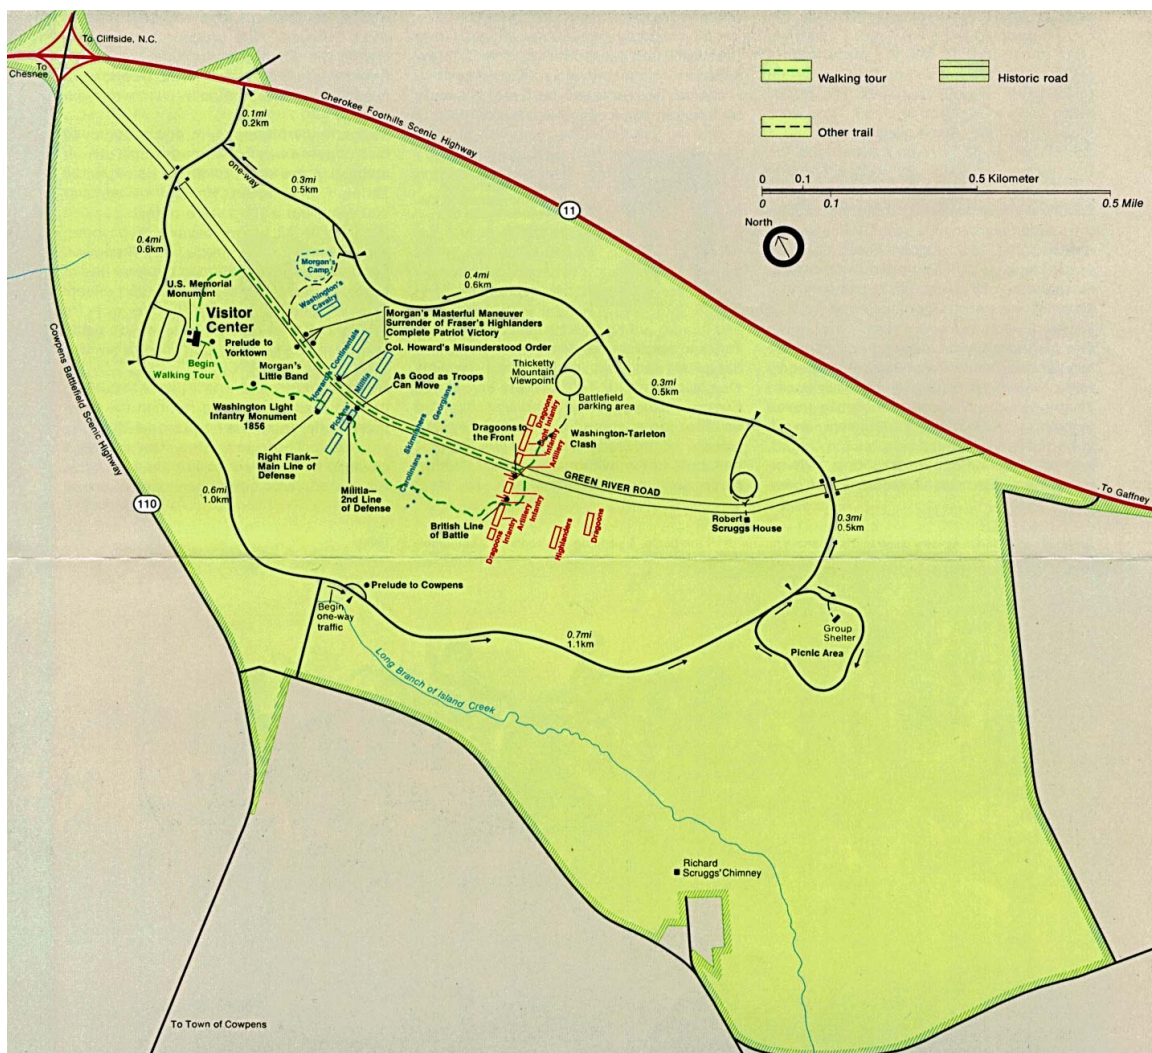 To Cliffside, N.C.
To
Chesnee
0.1mi
0.2km
Cherokee Foothills Scenic Highway
Walking tour
Historic road
Other trail
0
0.1
0.5 Kilometer
0
0.1
0.5 Mile
North
one-way
0.3mi
0.5km
11
0.4mi
0.6km
Morgan's
Camp
Washington's
Cavalry
0.4mi
0.6km
U.S. Memorial
Monument
Visitor
Center
Prelude to
Yorktown
Begin
Walking Tour
Morgan's
Little Band
Washington Light
Infantry Monument
1856
Morgan's Masterful Maneuver
Surrender of Fraser's Highlanders
Complete Patriot Victory
Col. Howard's Misunderstood Order
As Good as Troops
Can Move
Howard's Continentals
Pickens
Militia
Skirmishers
Georgians
Carolinians
Right Flank—
Main Line of
Defense
Militia—
2nd Line
of Defense
Thicketty
Mountain
Viewpoint
Battlefield
parking area
0.3mi
0.5km
Dragoons
Light Infantry
Infantry
Artillery
Washington-Tarleton
Clash
Dragoons to
the Front
GREEN RIVER ROAD
British Line
of Battle
Dragoons
Infantry
Artillery
Infantry
Highlanders
Dragoons
Robert
Scruggs House
To Gaffney
0.3mi
0.5km
Cowpens Battlefield Scenic Highway
110
0.6mi
1.0km
Prelude to Cowpens
Begin
one-way
traffic
0.7mi
1.1km
Group
Shelter
Picnic Area
Long Branch of Island Creek
Richard
Scruggs' Chimney
To Town of Cowpens